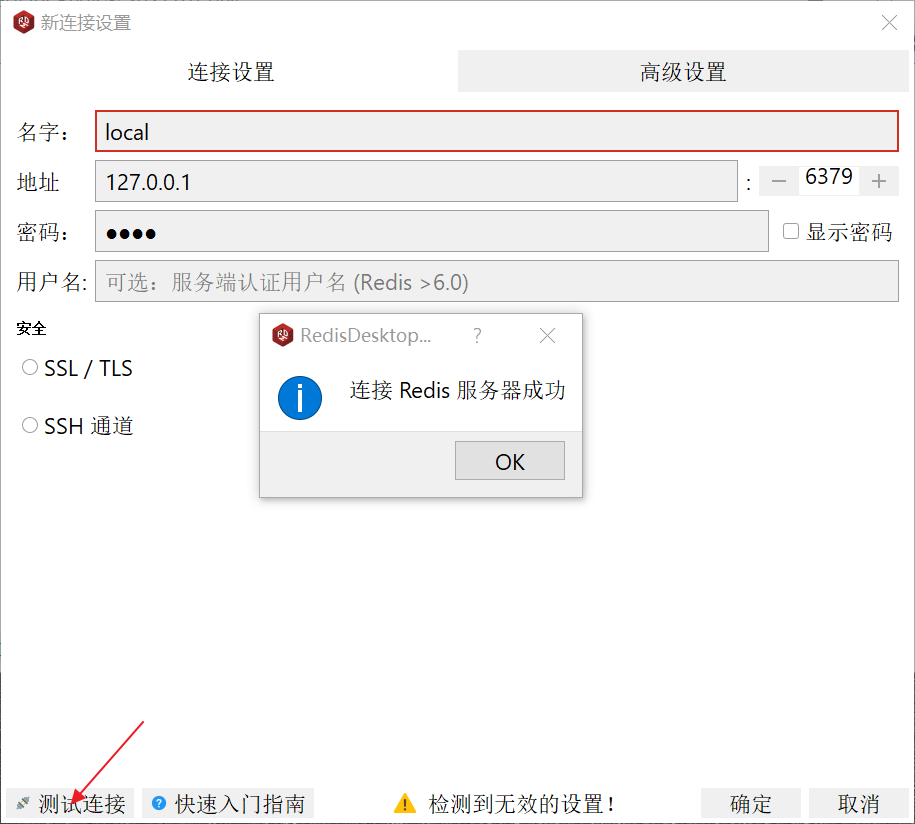 新连接设置
连接设置 高级设置
名字： local
地址 127.0.0.1 : − 6379 +
密码： ●●●● 显示密码
用户名: 可选：服务端认证用户名 (Redis >6.0)
安全
SSL / TLS
SSH 通道
RedisDesktop... ?
连接 Redis 服务器成功
OK
测试连接 快速入门指南 检测到无效的设置！ 确定 取消